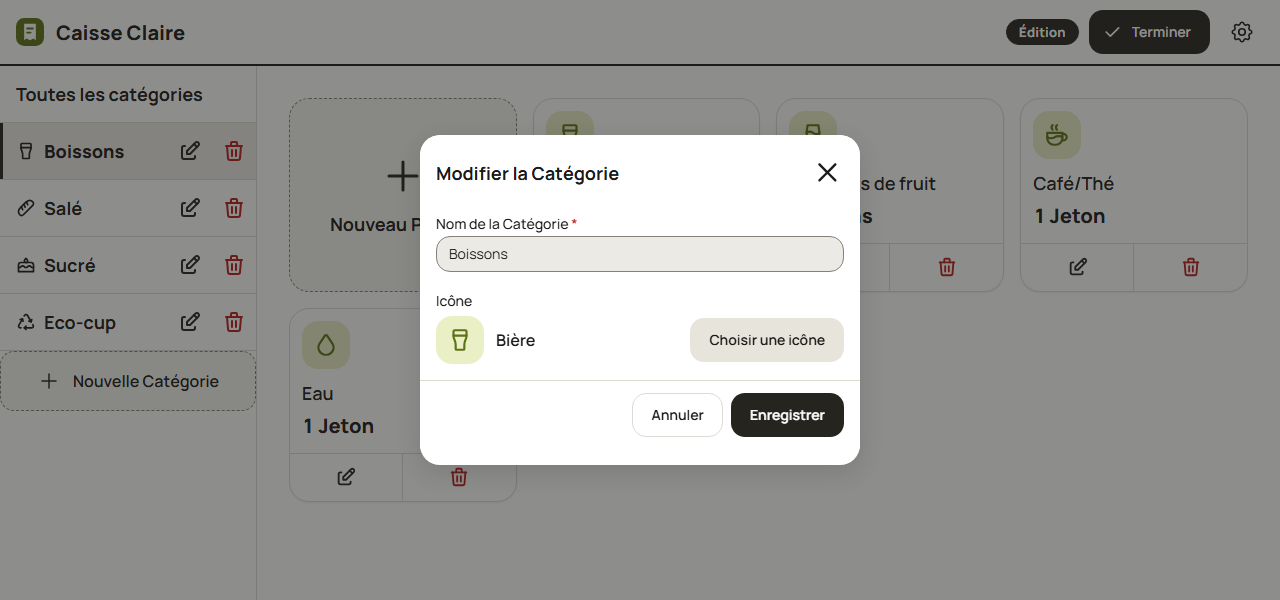 Caisse Claire
Édition
Terminer
Toutes les catégories
Boissons
Salé
Sucré
Eco-cup
Nouvelle Catégorie
Nouveau P
s de fruit
s
Café/Thé
1 Jeton
Eau
1 Jeton
Modifier la Catégorie
Nom de la Catégorie *
Boissons
Icône
Bière
Choisir une icône
Annuler
Enregistrer